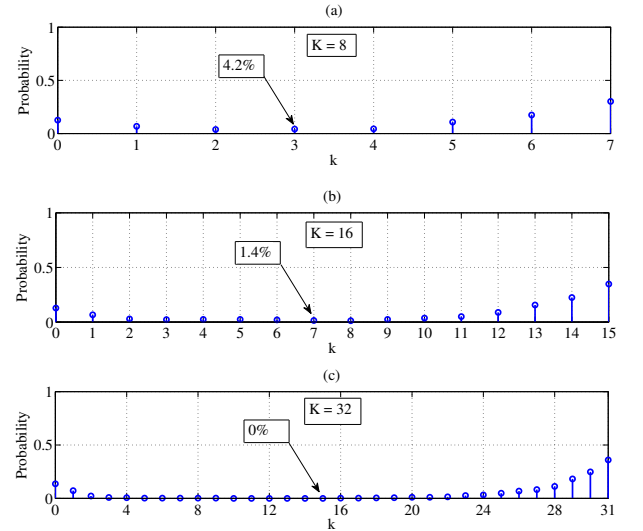 (a)
1
K = 8
4.2%
0.5
Probability
0
0 1 2 3 4 5 6 7
k
(b)
1
K = 16
1.4%
0.5
Probability
0
0 1 2 3 4 5 6 7 8 9 10 11 12 13 14 15
k
(c)
1
K = 32
0%
0.5
Probability
0
0 4 8 12 16 20 24 28 31
k